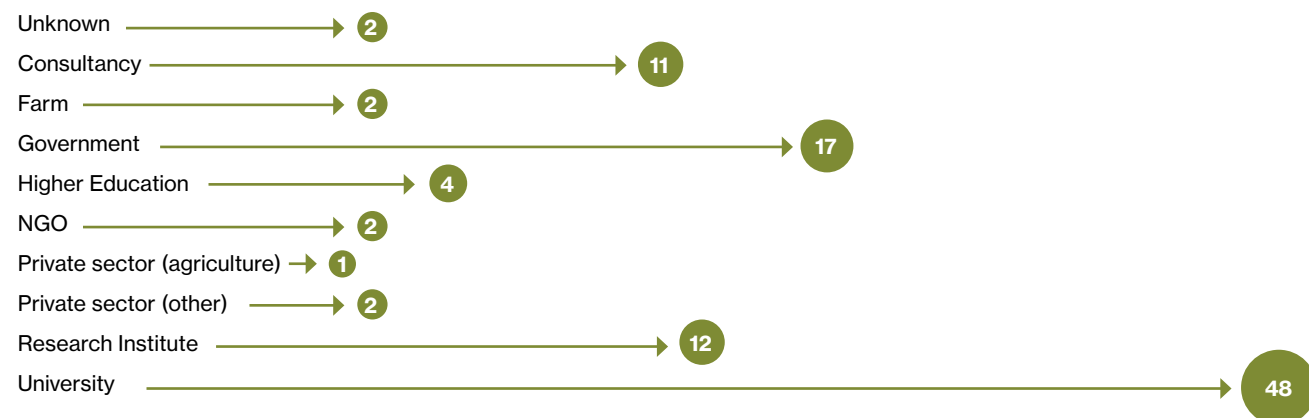 Unknown 2
Consultancy 11
Farm 2
Government 17
Higher Education 4
NGO 2
Private sector (agriculture) 1
Private sector (other) 2
Research Institute 12
University 48